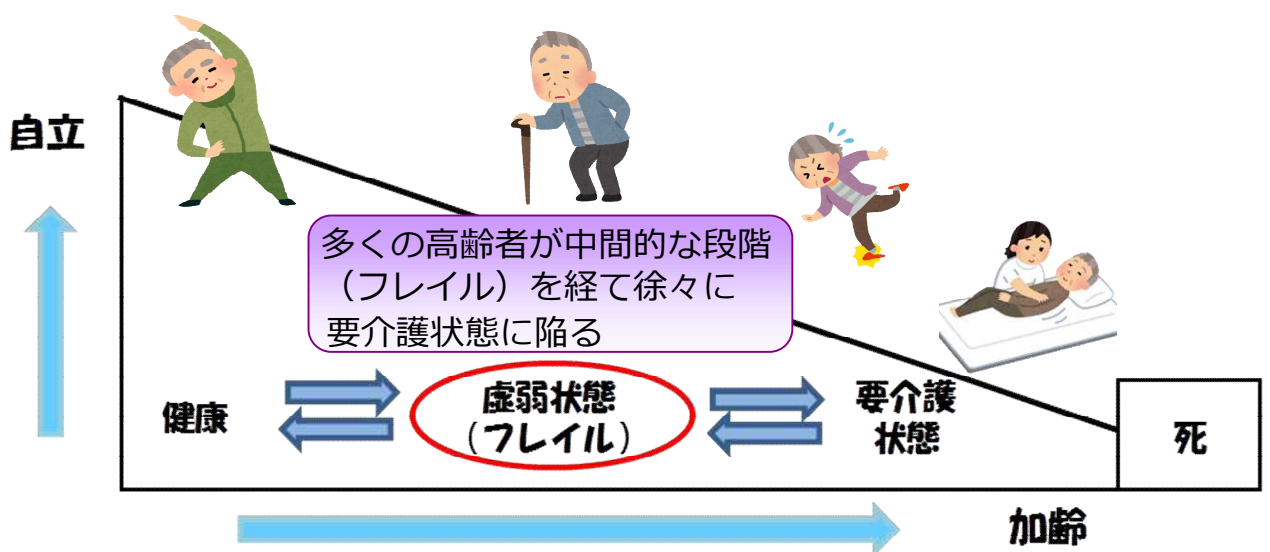 自立
多くの高齢者が中間的な段階
（フレイル）を経て徐々に
要介護状態に陥る
健康
虚弱状態
（フレイル）
要介護
状態
死
加齢